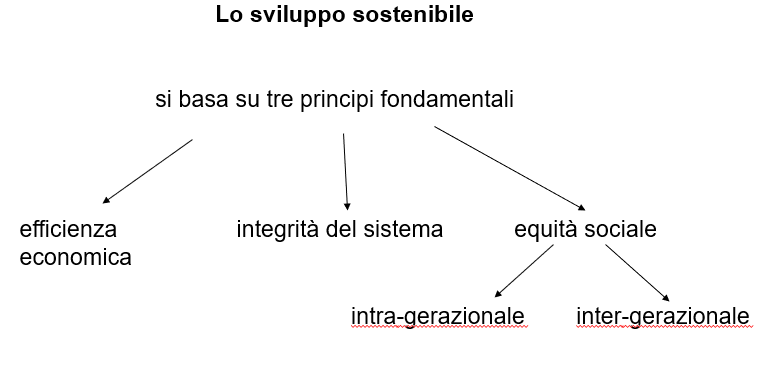 Lo sviluppo sostenibile
si basa su tre principi fondamentali
efficienza
economica
integrità del sistema
equità sociale
intra-gerazionale
inter-gerazionale